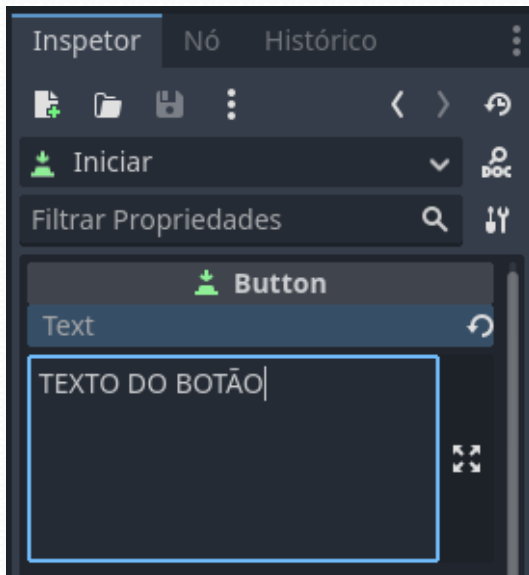 Inspetor Nó Histórico
DOC
Iniciar
Filtrar Propriedades
Button
Text
TEXTO DO BOTÃO